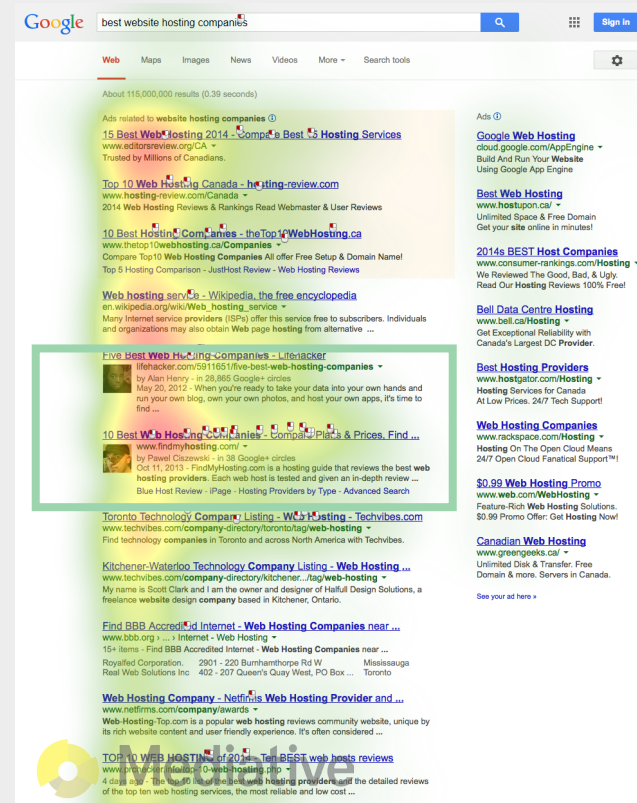 Google
best website hosting companies
Sign in
Web Maps Images News Videos More Search tools
About 115,000,000 results (0.39 seconds)
Ads related to website hosting companies
15 Best Web Hosting 2014 - Compare Best 15 Hosting Services
www.editorsreview.org/CA
Trusted by Millions of Canadians.
Top 10 Web Hosting Canada - hosting-review.com
www.hosting-review.com/Canada
2014 Web Hosting Reviews & Rankings Read Webmaster & User Reviews
10 Best Hosting Companies - theTop10WebHosting.ca
www.thetop10webhosting.ca/Companies
Compare Top10 Web Hosting Companies All offer Free Setup & Domain Name!
Top 5 Hosting Comparison - JustHost Review - Web Hosting Reviews
Web hosting service - Wikipedia, the free encyclopedia
en.wikipedia.org/wiki/Web_hosting_service
Many Internet service providers (ISPs) offer this service free to subscribers. Individuals
and organizations may also obtain Web page hosting from alternative ...
Five Best Web Hosting Companies - Lifehacker
lifehacker.com/5911651/five-best-web-hosting-companies
by Alan Henry - in 28,865 Google+ circles
May 20, 2012 - When you're ready to take your data into your own hands and
run your own blog, own your photos, and host your own apps, it's time to
find ...
10 Best Web Hosting Companies - Compare Plans & Prices, Find ...
www.findmyhosting.com/
by Pawel Ciszewski - in 38 Google+ circles
Oct 11, 2013 - FindMyHosting.com is a hosting guide that reviews the best web
hosting providers. Each web host is tested and given an in-depth review ...
Blue Host Review - iPage - Hosting Providers by Type - Advanced Search
Toronto Technology Company Listing - Web Hosting - Techvibes.com
www.techvibes.com/company-directory/toronto/tag/web-hosting
Find technology companies in Toronto and across North America with Techvibes.
Kitchener-Waterloo Technology Company Listing - Web Hosting ...
www.techvibes.com/company-directory/kitchener.../tag/web-hosting
My name is Scott Clark and I am the owner and designer of Halfull Design Solutions, a
freelance website design company based in Kitchener, Ontario.
Find BBB Accredited Internet - Web Hosting Companies near ...
www.bbb.org › ... › Internet - Web Hosting
15+ items - Find BBB Accredited Internet - Web Hosting Companies near ...
Royalfed Corporation. 2901 - 220 Burnhamthorpe Rd W Mississauga
Real Web Solutions Inc 402 - 207 Queen's Quay West, PO Box ... Toronto
Web Hosting Company - Netfirms Web Hosting Provider and ...
www.netfirms.com/company/awards
Web-Hosting-Top.com is a popular web hosting reviews community website, unique by
its rich website content and user friendly experience. It's often considered ...
TOP 10 WEB HOSTING of 2014 - Ten BEST web hosts reviews
www.prchecker.info/top-10-web-hosting.php
4 days ago - The top 10 list of the best web hosting providers and the detailed reviews
of the top ten web hosting services, the most reliable and low cost ...
Mediative
Ads
Google Web Hosting
cloud.google.com/AppEngine
Build And Run Your Website
Using Google App Engine
Best Web Hosting
www.hostupon.ca/
Unlimited Space & Free Domain
Get your site online in minutes!
2014s BEST Host Companies
www.consumer-rankings.com/Hosting
We Reviewed The Good, Bad, & Ugly.
Read Our Hosting Reviews 100% Free!
Bell Data Centre Hosting
www.bell.ca/Hosting
Get Exceptional Reliability with
Canada's Largest DC Provider.
Best Hosting Providers
www.hostgator.com/Hosting
Hosting Services for Canada
At Low Prices. 24/7 Tech Support!
Web Hosting Companies
www.rackspace.com/Hosting
Hosting On The Open Cloud Means
24/7 Open Cloud Fanatical Support™!
$0.99 Web Hosting Promo
www.web.com/WebHosting
Feature-Rich Web Hosting Solutions.
$0.99 Promo Offer: Get Hosting Now!
Canadian Web Hosting
www.greengeeks.ca/
Unlimited Disk & Transfer. Free
Domain & more. Servers in Canada.
See your ad here »